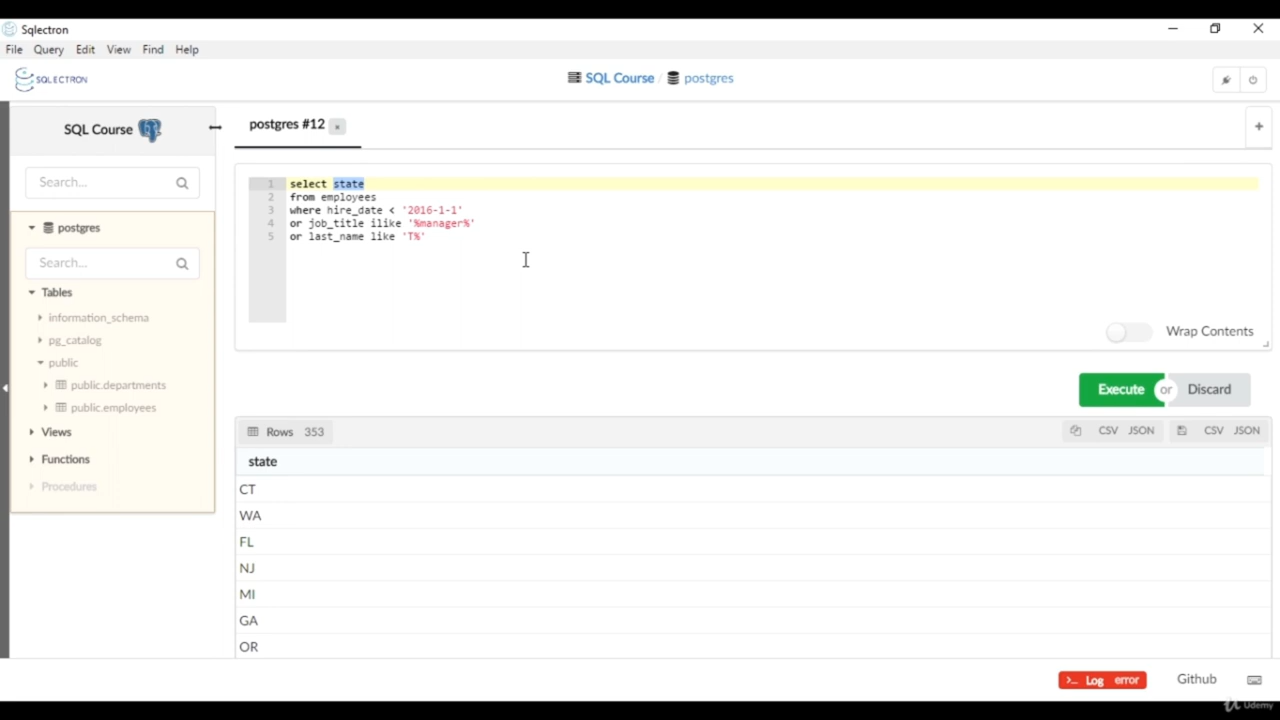 Sqlectron
File Query Edit View Find Help
SQLECTRON
SQL Course / postgres
SQL Course
postgres #12
Search...
postgres
Search...
Tables
information_schema
pg_catalog
public
public.departments
public.employees
Views
Functions
Procedures
1 select state
2 from employees
3 where hire_date < '2016-1-1'
4 or job_title ilike '%manager%'
5 or last_name like 'T%'
Wrap Contents
Execute or Discard
Rows 353
CSV JSON CSV JSON
state
CT
WA
FL
NJ
MI
GA
OR
>_ Log error Github
Udemy